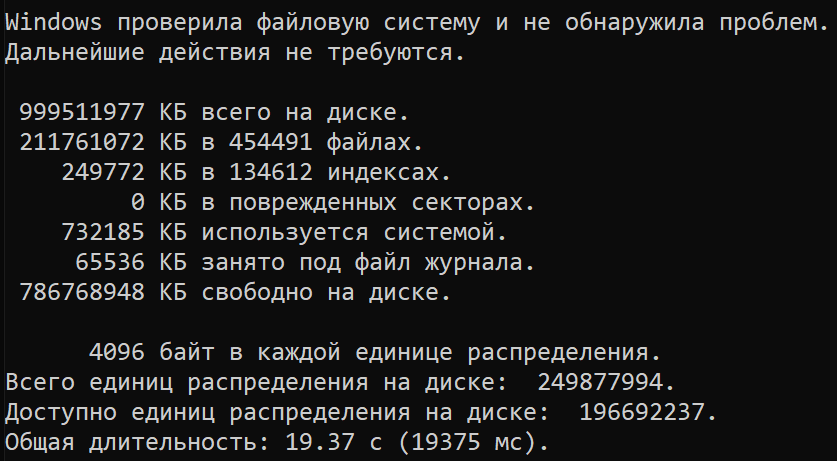 Windows проверила файловую систему и не обнаружила проблем.
Дальнейшие действия не требуются.
999511977 КБ всего на диске.
211761072 КБ в 454491 файлах.
249772 КБ в 134612 индексах.
0 КБ в поврежденных секторах.
732185 КБ используется системой.
65536 КБ занято под файл журнала.
786768948 КБ свободно на диске.
4096 байт в каждой единице распределения.
Всего единиц распределения на диске:  249877994.
Доступно единиц распределения на диске:  196692237.
Общая длительность: 19.37 с (19375 мс).